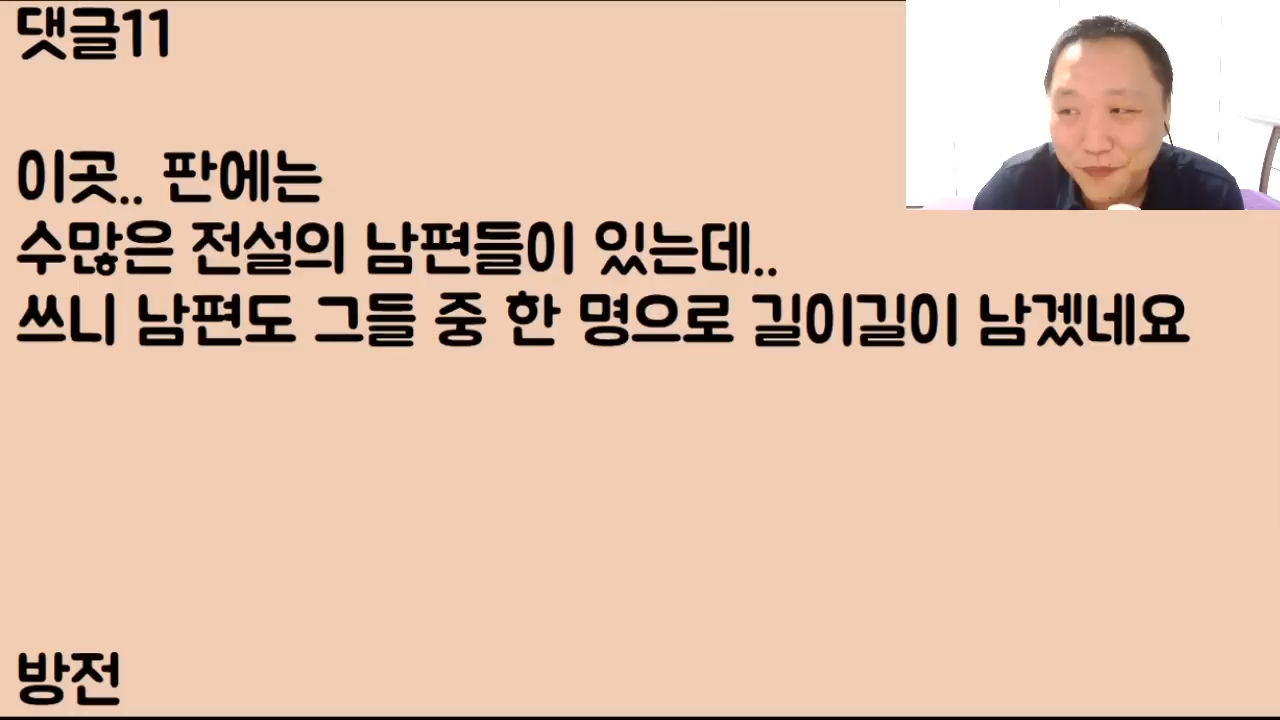 댓글11
이곳.. 판에는
수많은 전설의 남편들이 있는데..
쓰니 남편도 그들 중 한 명으로 길이길이 남겠네요
방전